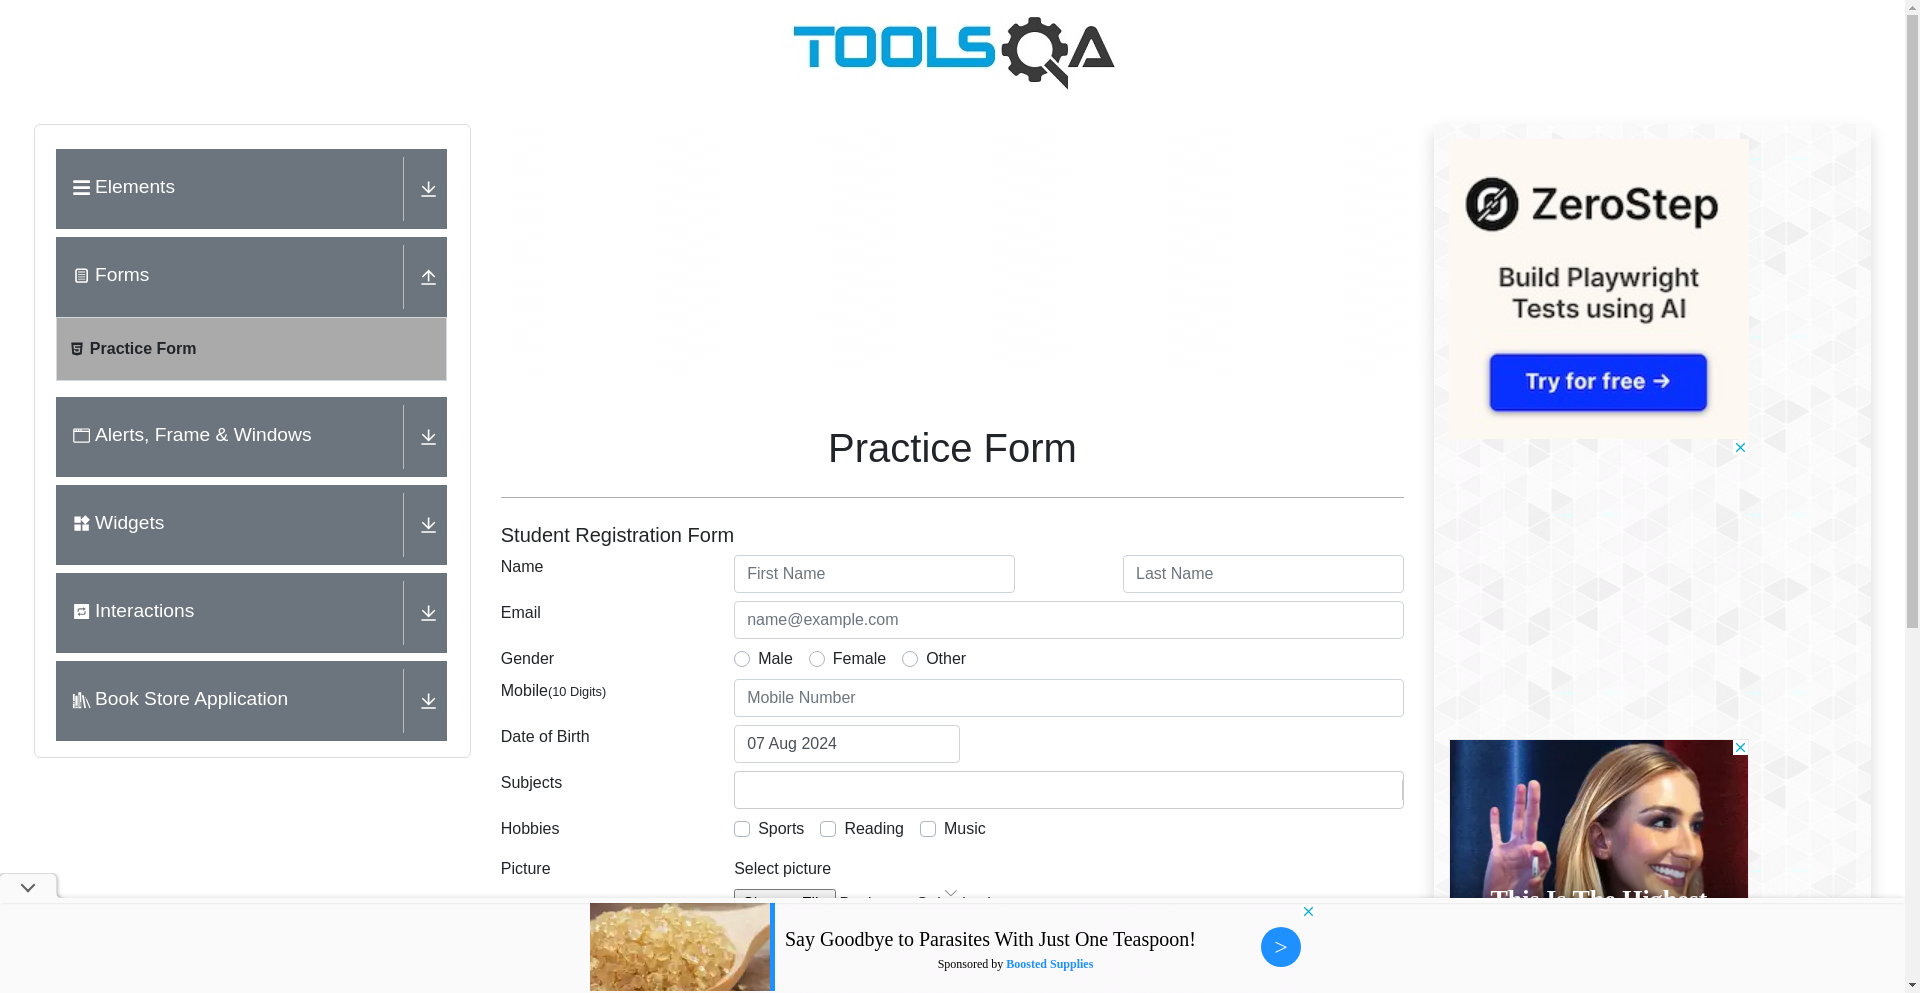 TOOLSQA
Elements
Forms
Practice Form
Alerts, Frame & Windows
Widgets
Interactions
Book Store Application
Practice Form
Student Registration Form
Name
First Name
Last Name
Email
name@example.com
Gender
Male
Female
Other
Mobile(10 Digits)
Mobile Number
Date of Birth
07 Aug 2024
Subjects
Hobbies
Sports
Reading
Music
Picture
Select picture
ZeroStep
Build Playwright
Tests using AI
Try for free →
This Is The Highest
Say Goodbye to Parasites With Just One Teaspoon!
Sponsored by Boosted Supplies
>